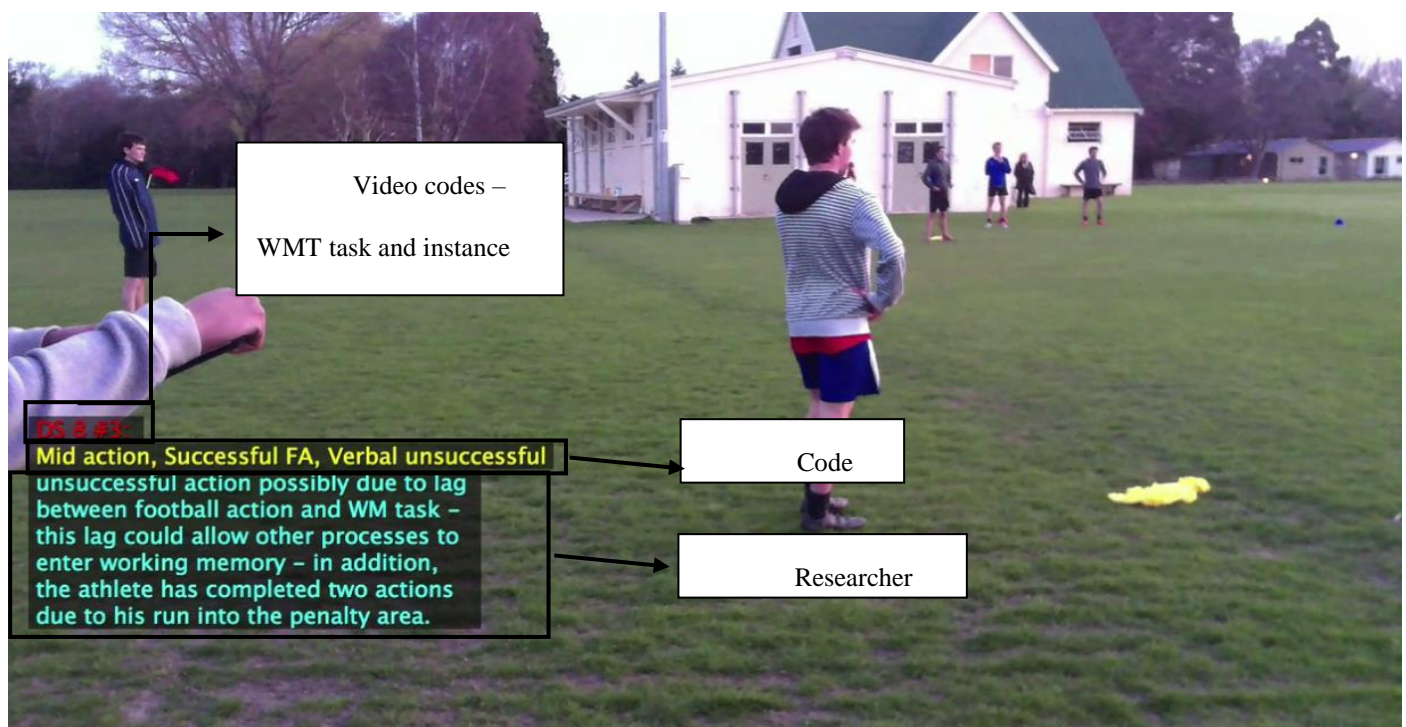 Video codes –
WMT task and instance
DS 8 #3:
Mid action, Successful FA, Verbal unsuccessful
unsuccessful action possibly due to lag
between football action and WM task –
this lag could allow other processes to
enter working memory – in addition,
the athlete has completed two actions
due to his run into the penalty area.
Code
Researcher